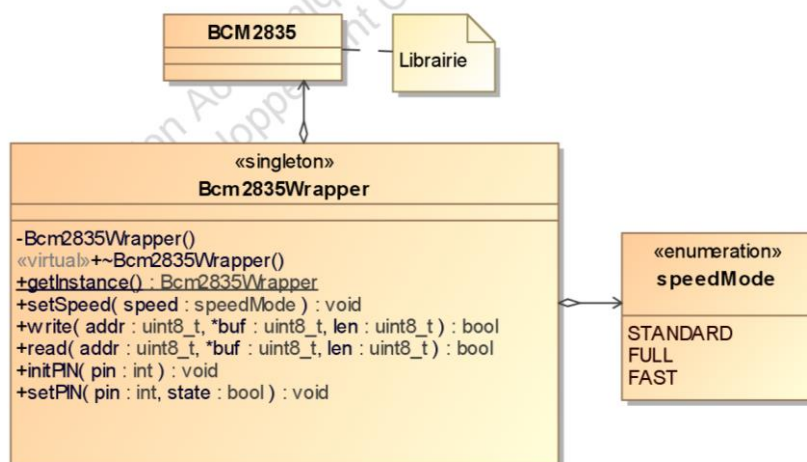 BCM2835
Librairie
«singleton»
Bcm2835Wrapper
-Bcm2835Wrapper()
«virtual»+~Bcm2835Wrapper()
+getInstance() : Bcm2835Wrapper
+setSpeed( speed : speedMode ) : void
+write( addr : uint8_t, *buf : uint8_t, len : uint8_t ) : bool
+read( addr : uint8_t, *buf : uint8_t, len : uint8_t ) : bool
+initPIN( pin : int ) : void
+setPIN( pin : int, state : bool ) : void
«enumeration»
speedMode
STANDARD
FULL
FAST